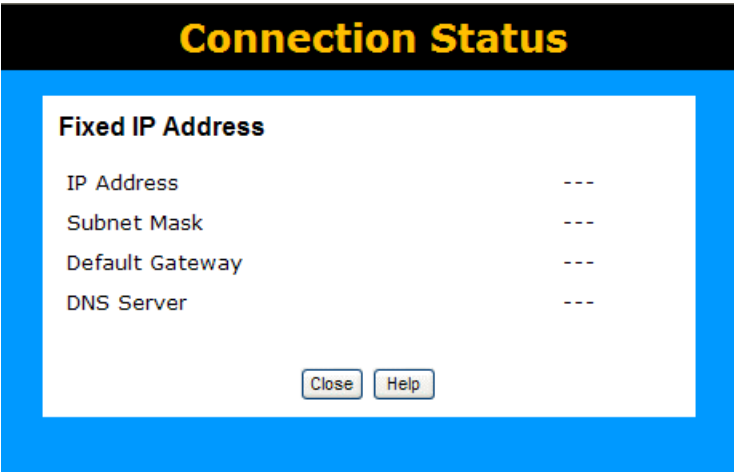 Connection Status
Fixed IP Address
IP Address ---
Subnet Mask ---
Default Gateway ---
DNS Server ---
Close Help